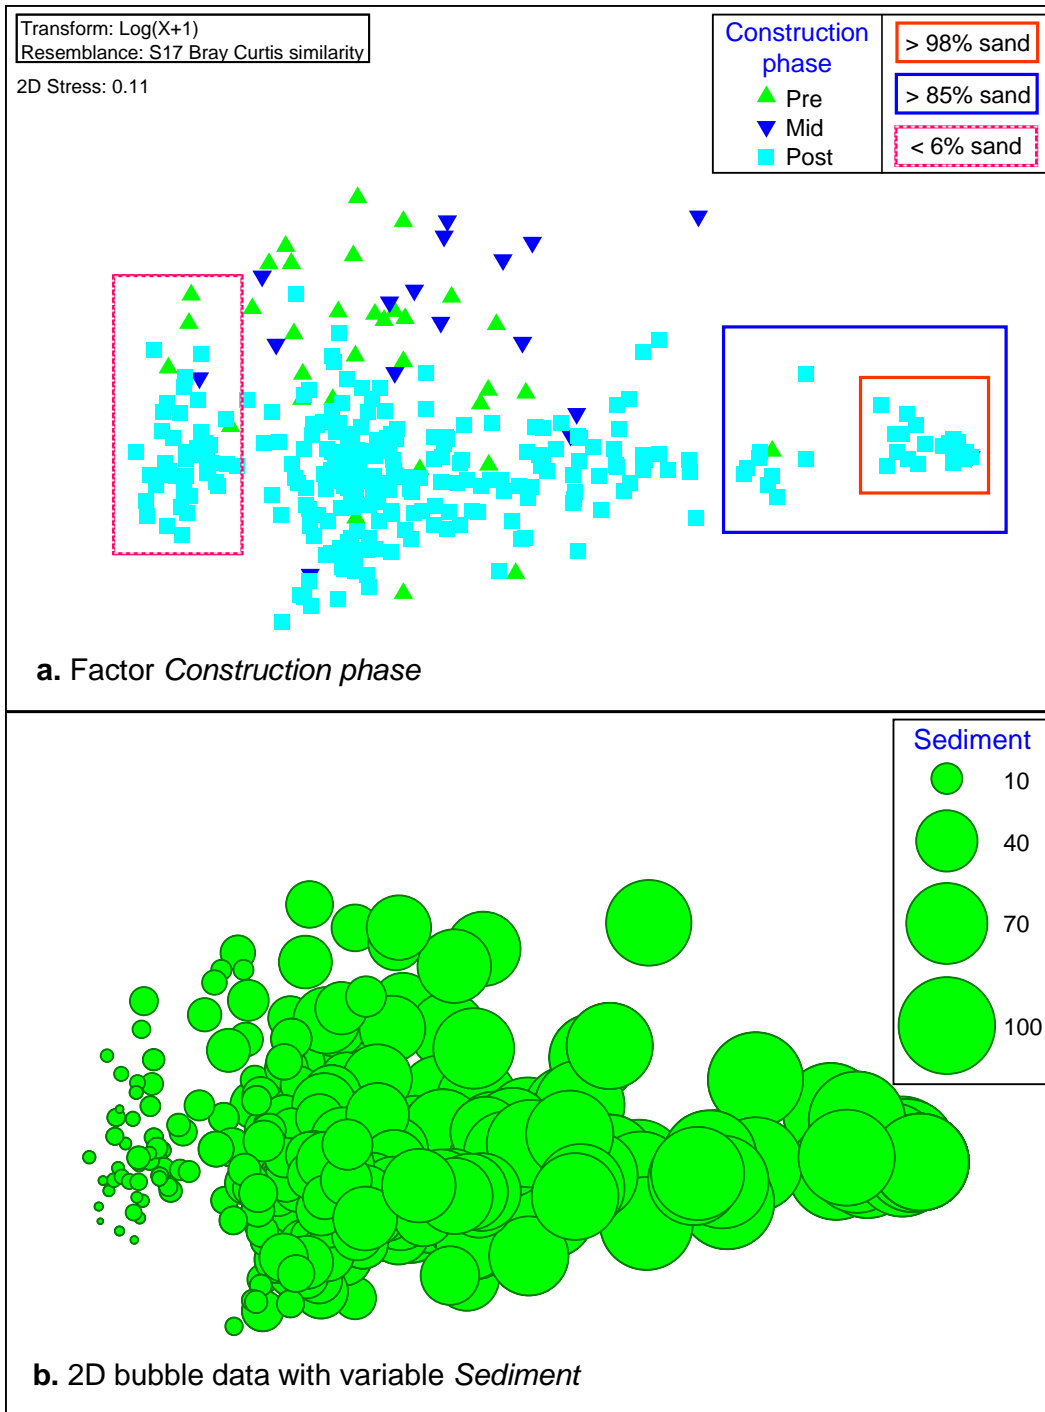 Transform: Log(X+1)
Resemblance: S17 Bray Curtis similarity
2D Stress: 0.11
Construction
phase
Pre
Mid
Post
> 98% sand
> 85% sand
< 6% sand
a. Factor Construction phase
Sediment
10
40
70
100
b. 2D bubble data with variable Sediment